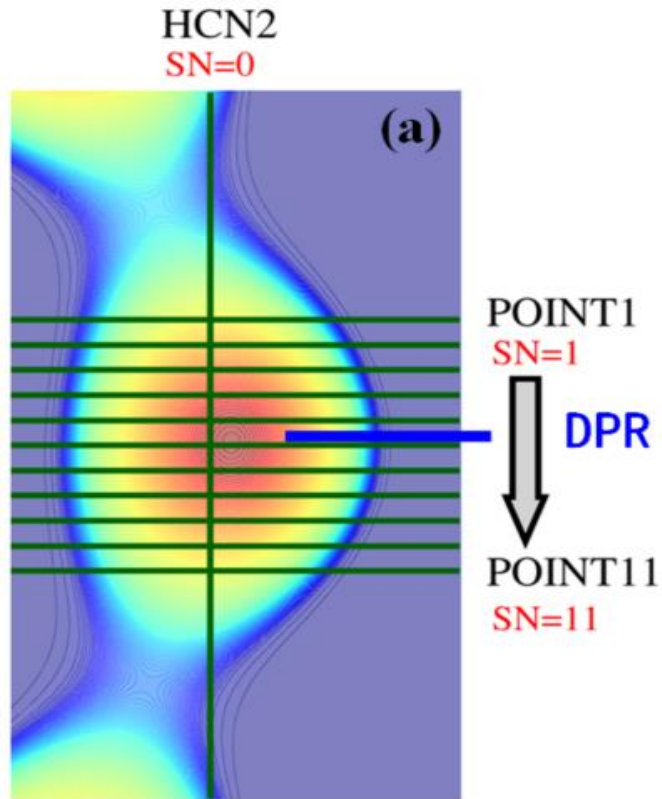 HCN2
SN=0
(a)
POINT1
SN=1
DPR
POINT11
SN=11